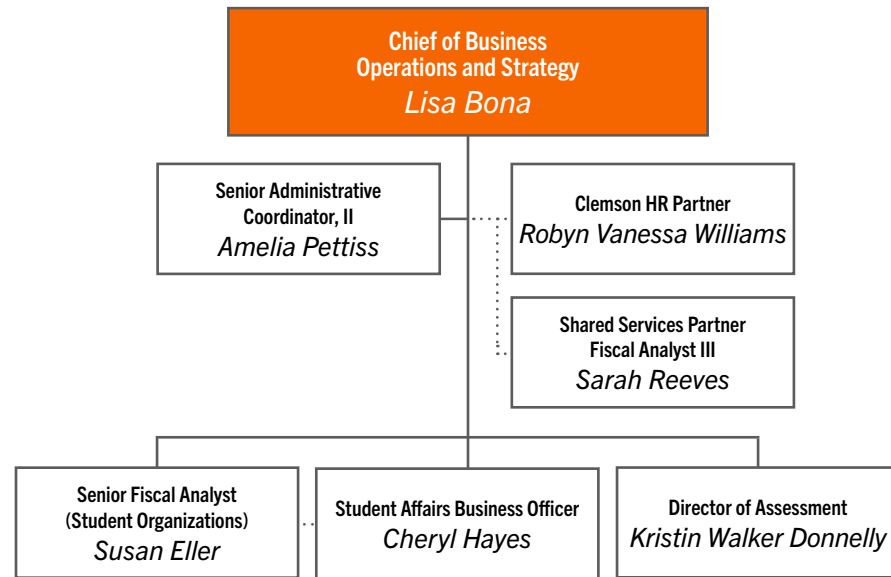 Chief of Business
Operations and Strategy
Lisa Bona
Senior Administrative
Coordinator, II
Amelia Pettiss
Clemson HR Partner
Robyn Vanessa Williams
Shared Services Partner
Fiscal Analyst III
Sarah Reeves
Senior Fiscal Analyst
(Student Organizations)
Susan Eller
Student Affairs Business Officer
Cheryl Hayes
Director of Assessment
Kristin Walker Donnelly